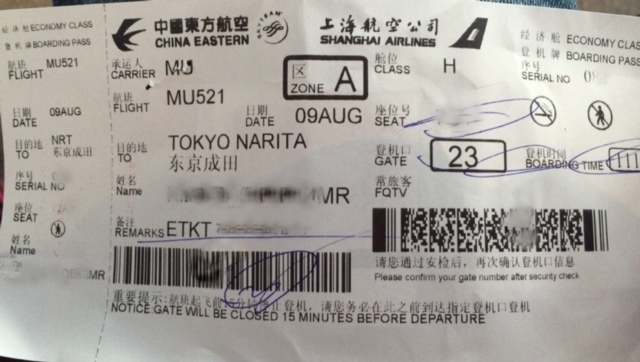 经济舱 ECONOMY CLASS
登机牌 BOARDING PASS
航班
FLIGHT MU521
日期
DATE 09AUG
目的地 NRT
TO 东京成田
序号
SERIAL NO
座位
SEAT
姓名
Name
MR
中國東方航空
CHINA EASTERN
SKYTEAM
上海航空公司
SHANGHAI AIRLINES
承运人
CARRIER MU
区
ZONE A
舱位
CLASS H
航班
FLIGHT MU521
日期
DATE 09AUG
座位号
SEAT
目的地 TOKYO NARITA
TO 东京成田
登机口
GATE 23
登机时间
BOARDING TIME
姓名
Name MR
常旅客
FQTV
备注
REMARKS ETKT
请您通过安检后，再次确认登机口信息
Please confirm your gate number after security check
重要提示:航班起飞前 登机，请您务必在此之前到达指定登机口登机
NOTICE:GATE WILL BE CLOSED 15 MINUTES BEFORE DEPARTURE
经济舱 ECONOMY CLASS
登机牌 BOARDING PASS
序号
SERIAL NO